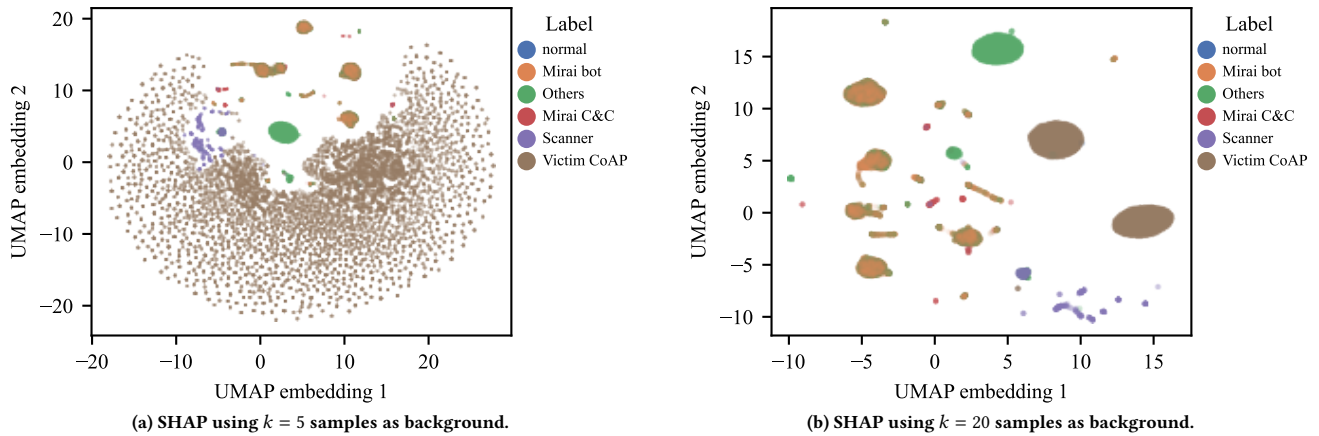 20
10
0
−10
−20
−20
−10
0
10
20
UMAP embedding 2
UMAP embedding 1
Label
normal
Mirai bot
Others
Mirai C&C
Scanner
Victim CoAP
(a) SHAP using k = 5 samples as background.
15
10
5
0
−5
−10
−10
−5
0
5
10
15
UMAP embedding 2
UMAP embedding 1
Label
normal
Mirai bot
Others
Mirai C&C
Scanner
Victim CoAP
(b) SHAP using k = 20 samples as background.